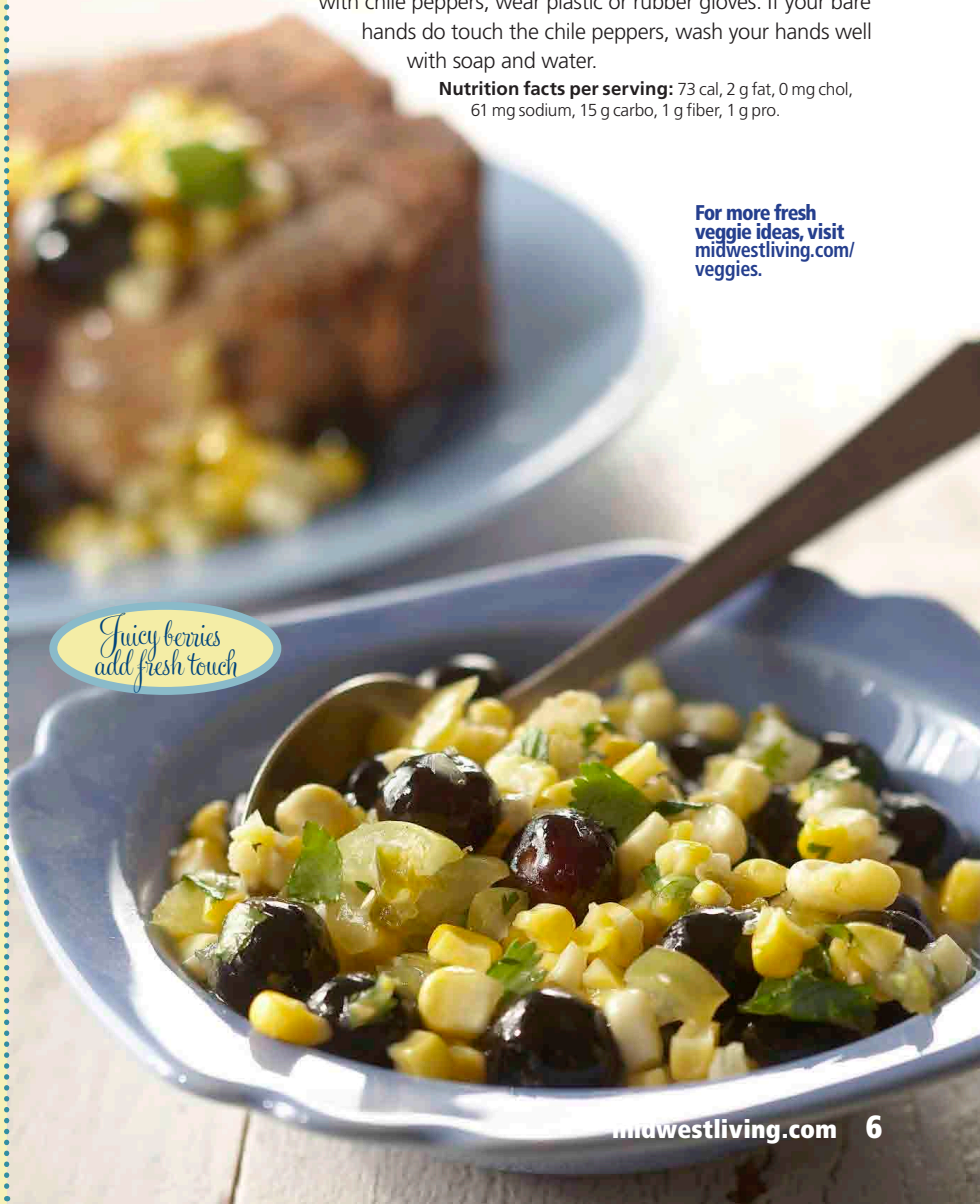 with chile peppers, wear plastic or rubber gloves. If your bare
hands do touch the chile peppers, wash your hands well
with soap and water.
Nutrition facts per serving: 73 cal, 2 g fat, 0 mg chol,
61 mg sodium, 15 g carbo, 1 g fiber, 1 g pro.
For more fresh
veggie ideas, visit
midwestliving.com/
veggies.
Juicy berries
add fresh touch
midwestliving.com 6